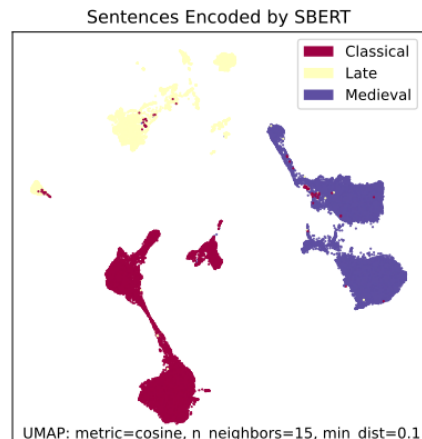 Sentences Encoded by SBERT
Classical
Late
Medieval
UMAP: metric=cosine, n_neighbors=15, min_dist=0.1